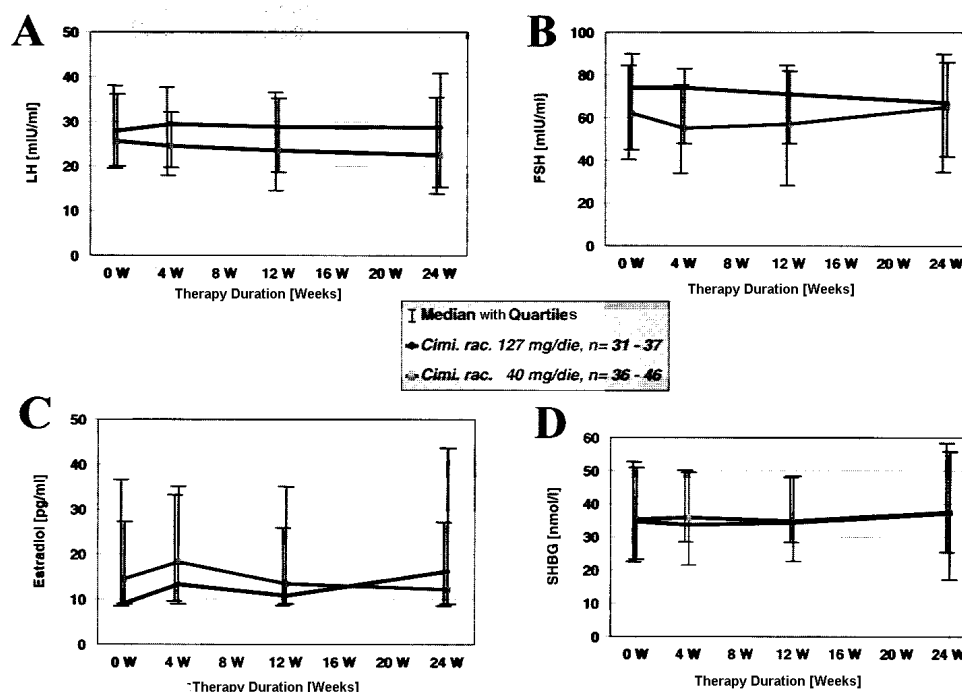 A
LH [mIU/ml]
50
40
30
20
10
0
0 W 4 W 8 W 12 W 16 W 20 W 24 W
Therapy Duration [Weeks]
B
FSH [mIU/ml]
100
80
60
40
20
0
0 W 4 W 8 W 12 W 16 W 20 W 24 W
Therapy Duration [Weeks]
Median with Quartiles
Cimi. rac. 127 mg/die, n= 31 - 37
Cimi. rac. 40 mg/die, n= 36 - 46
C
Estradiol [pg/ml]
50
40
30
20
10
0
0 W 4 W 8 W 12 W 16 W 20 W 24 W
Therapy Duration [Weeks]
D
SHBG [nmol/l]
60
50
40
30
20
10
0
0 W 4 W 8 W 12 W 16 W 20 W 24 W
Therapy Duration [Weeks]